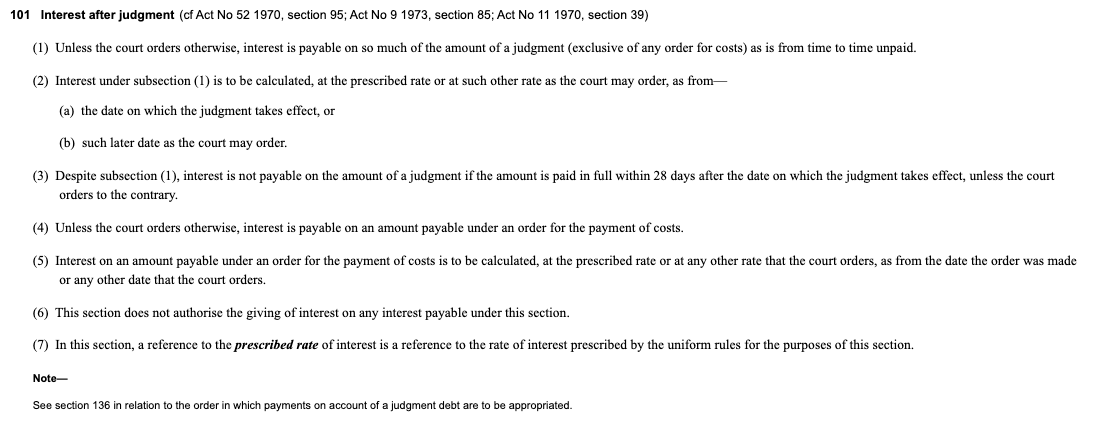 101 Interest after judgment (cf Act No 52 1970, section 95; Act No 9 1973, section 85; Act No 11 1970, section 39)
(1) Unless the court orders otherwise, interest is payable on so much of the amount of a judgment (exclusive of any order for costs) as is from time to time unpaid.
(2) Interest under subsection (1) is to be calculated, at the prescribed rate or at such other rate as the court may order, as from—
(a) the date on which the judgment takes effect, or
(b) such later date as the court may order.
(3) Despite subsection (1), interest is not payable on the amount of a judgment if the amount is paid in full within 28 days after the date on which the judgment takes effect, unless the court
orders to the contrary.
(4) Unless the court orders otherwise, interest is payable on an amount payable under an order for the payment of costs.
(5) Interest on an amount payable under an order for the payment of costs is to be calculated, at the prescribed rate or at any other rate that the court orders, as from the date the order was made
or any other date that the court orders.
(6) This section does not authorise the giving of interest on any interest payable under this section.
(7) In this section, a reference to the prescribed rate of interest is a reference to the rate of interest prescribed by the uniform rules for the purposes of this section.
Note—
See section 136 in relation to the order in which payments on account of a judgment debt are to be appropriated.